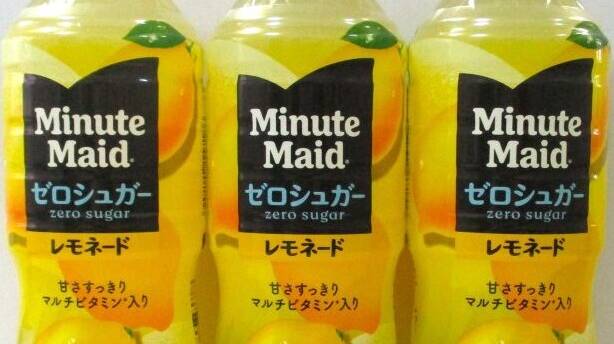 Minute
Maid
ゼロシュガー
zero sugar
レモネード
甘さすっきり
マルチビタミン*入り
Minute
Maid
ゼロシュガー
zero sugar
レモネード
甘さすっきり
マルチビタミン*入り
Minute
Maid
ゼロシュガー
zero sugar
レモネード
甘さすっきり
マルチビタミン*入り